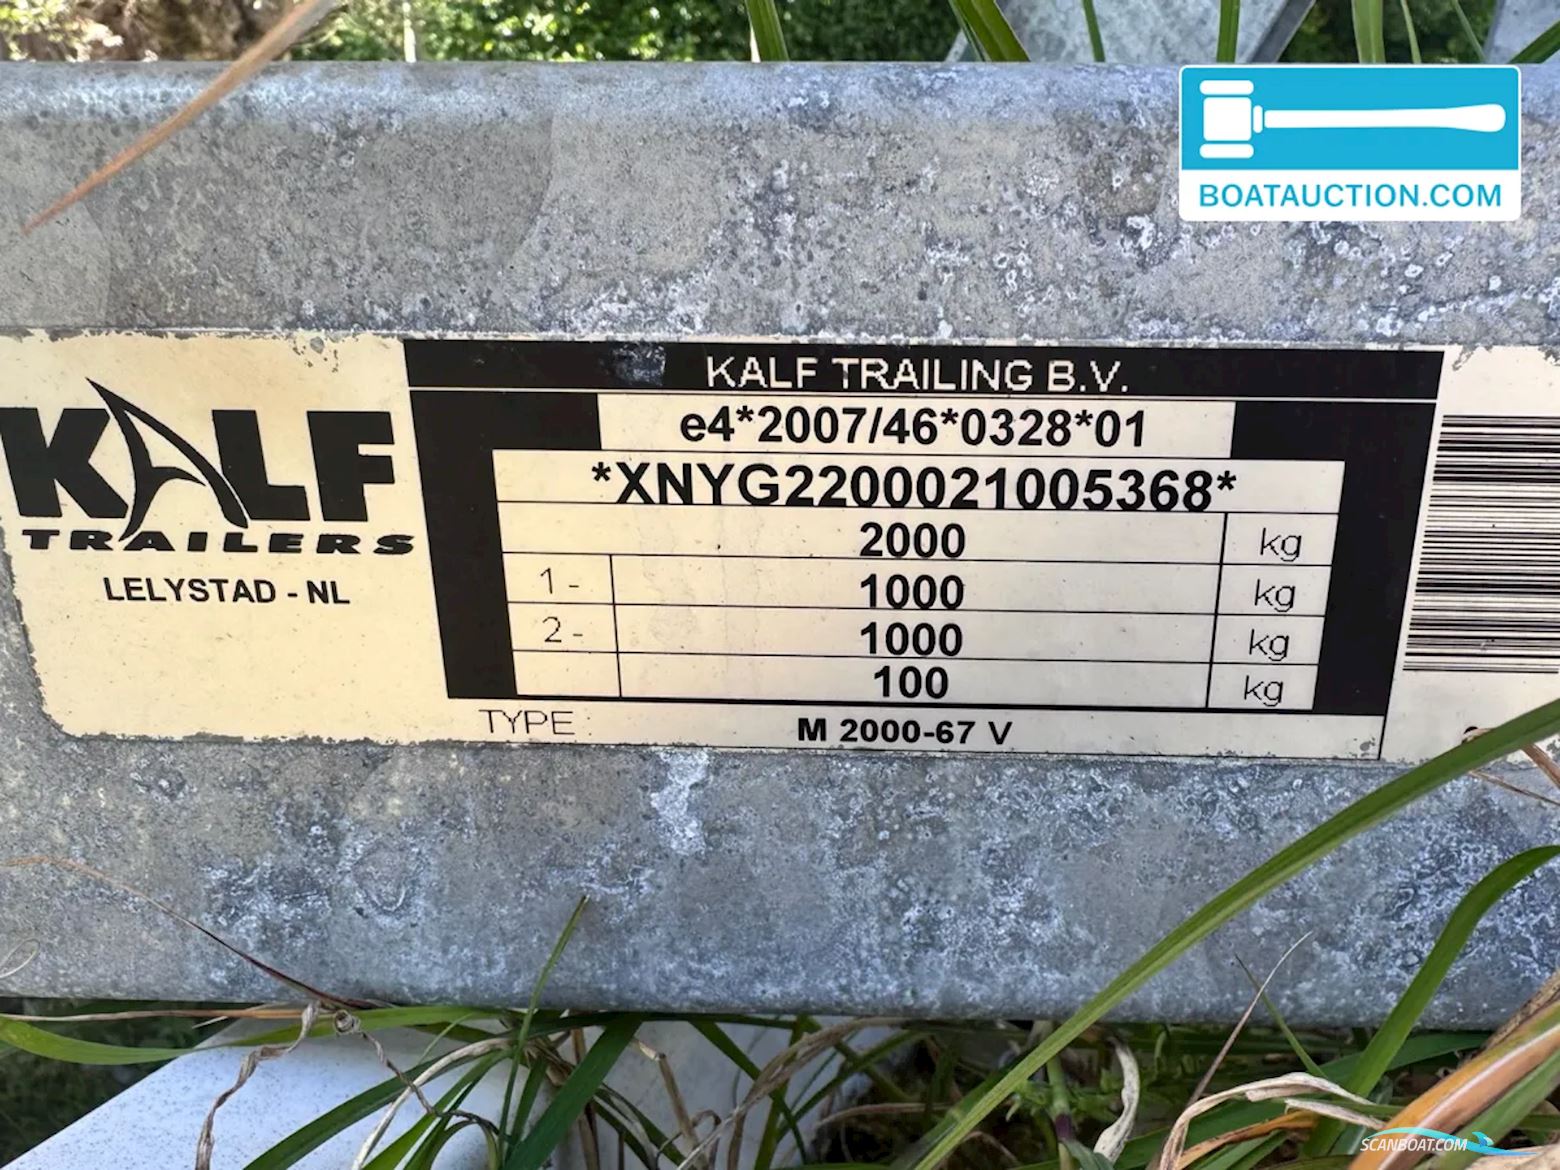 BOATAUCTION.COM
KALF TRAILING B.V.
e4*2007/46*0328*01
*XNYG2200021005368*
2000 kg
1 - 1000 kg
2 - 1000 kg
100 kg
TYPE : M 2000-67 V
KALF
TRAILERS
LELYSTAD - NL
SCANBOAT.COM